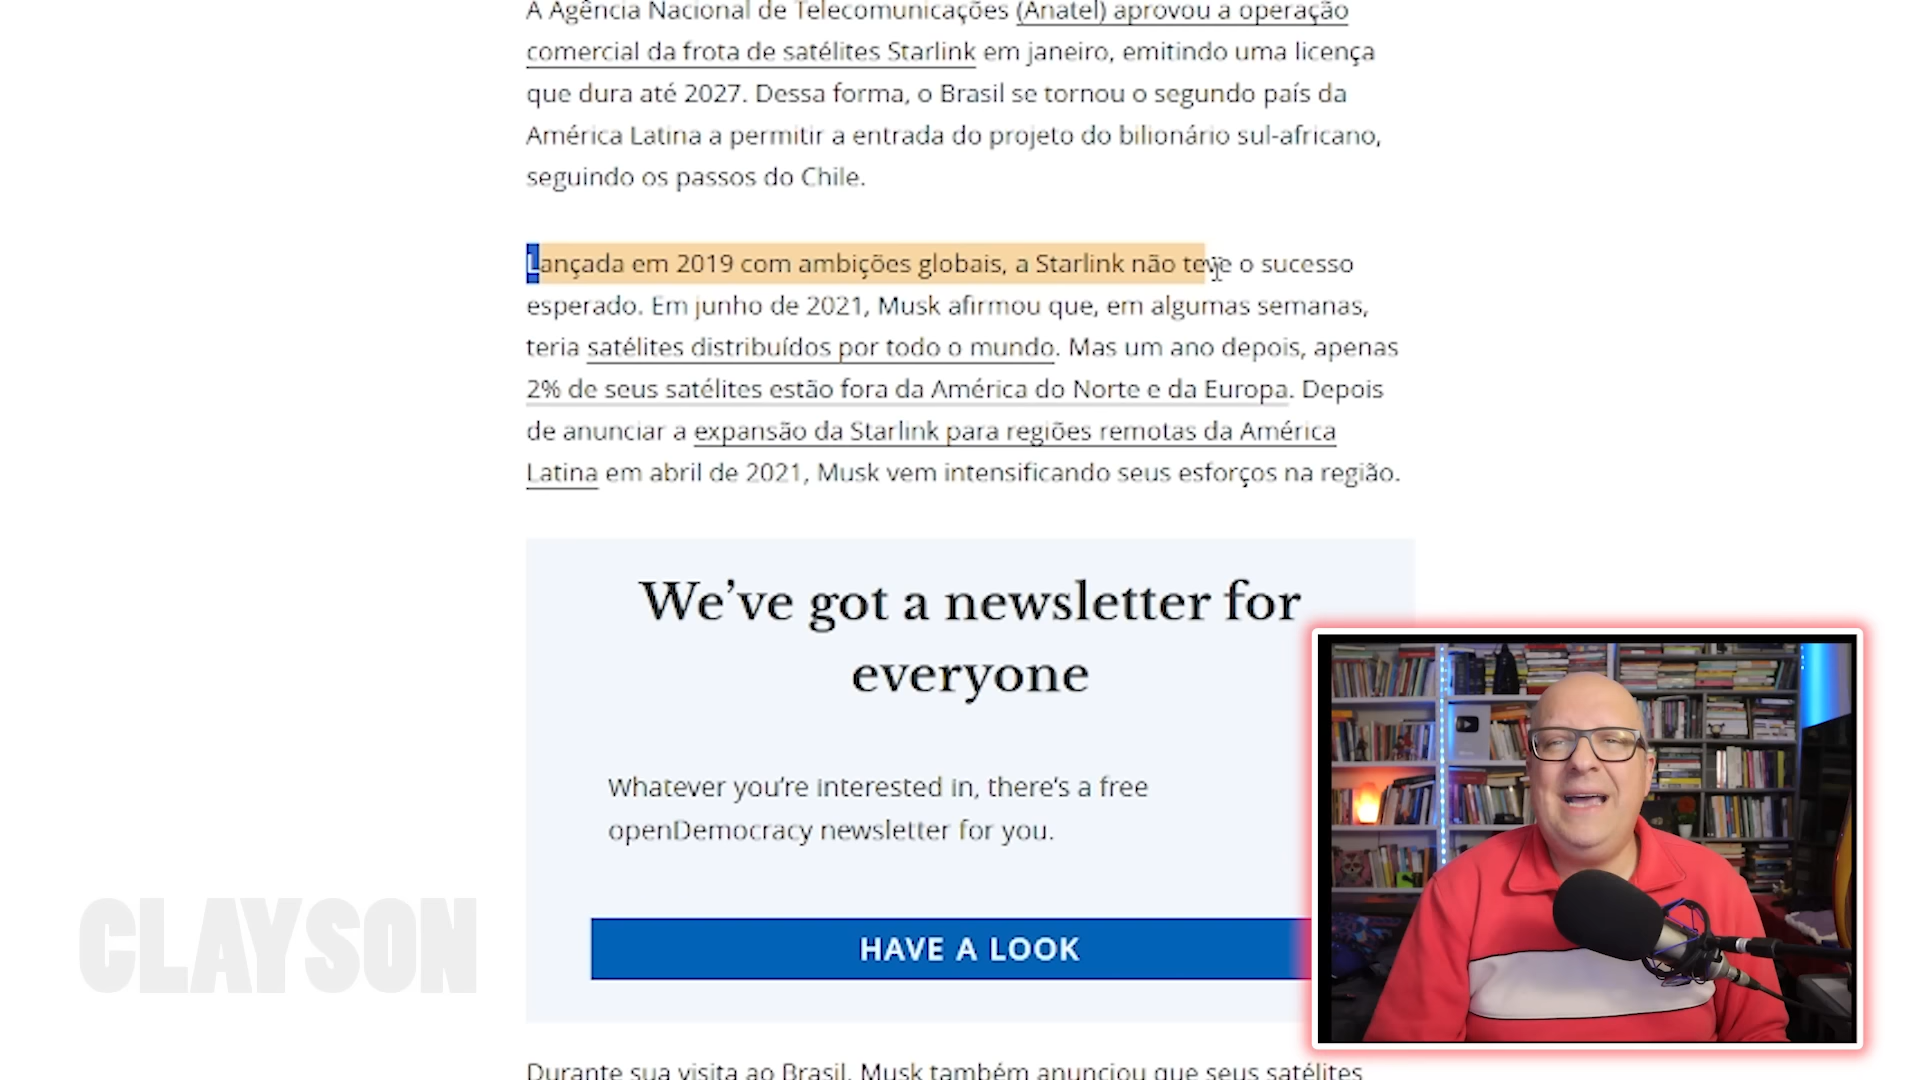 A Agência Nacional de Telecomunicações (Anatel) aprovou a operação
comercial da frota de satélites Starlink em janeiro, emitindo uma licença
que dura até 2027. Dessa forma, o Brasil se tornou o segundo país da
América Latina a permitir a entrada do projeto do bilionário sul-africano,
seguindo os passos do Chile.
Lançada em 2019 com ambições globais, a Starlink não teve o sucesso
esperado. Em junho de 2021, Musk afirmou que, em algumas semanas,
teria satélites distribuídos por todo o mundo. Mas um ano depois, apenas
2% de seus satélites estão fora da América do Norte e da Europa. Depois
de anunciar a expansão da Starlink para regiões remotas da América
Latina em abril de 2021, Musk vem intensificando seus esforços na região.
We've got a newsletter for
everyone
Whatever you're interested in, there's a free
openDemocracy newsletter for you.
HAVE A LOOK
CLAYSON
Durante sua visita ao Brasil, Musk também anunciou que seus satélites